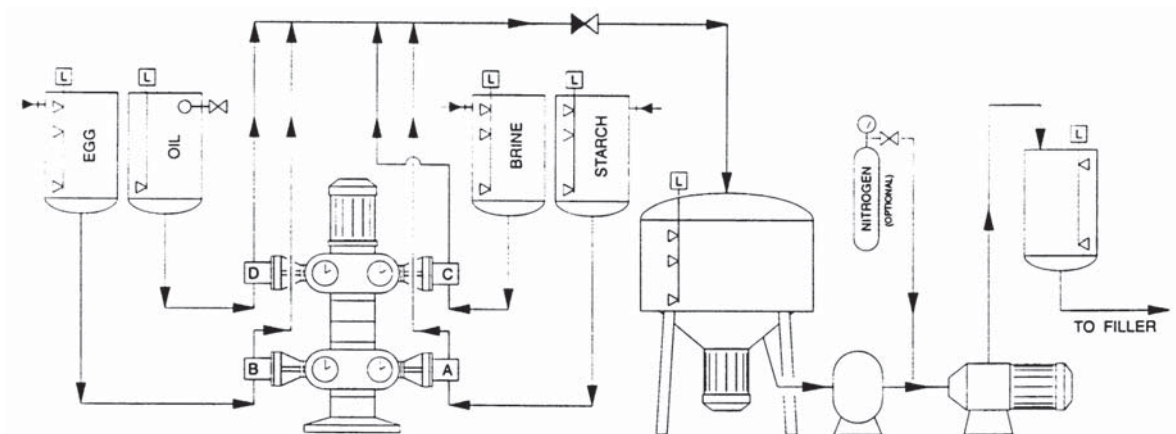 L
L
EGG
OIL
L
L
BRINE
STARCH
D
C
B
A
L
NITROGEN
(OPTIONAL)
L
TO FILLER